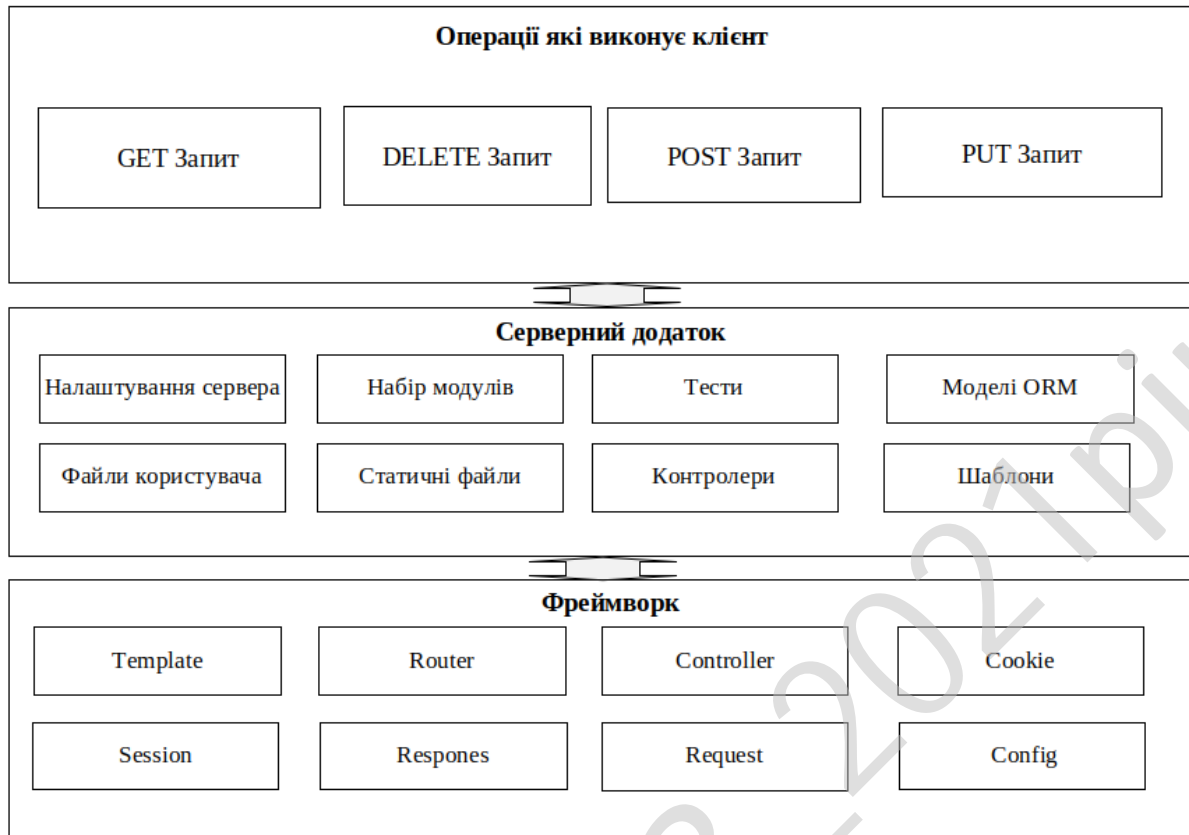 Операції які виконує клієнт
GET Запит
DELETE Запит
POST Запит
PUT Запит
Серверний додаток
Налаштування сервера
Набір модулів
Тести
Моделі ORM
Файли користувача
Статичні файли
Контролери
Шаблони
Фреймворк
Template
Router
Controller
Cookie
Session
Respones
Request
Config
2021